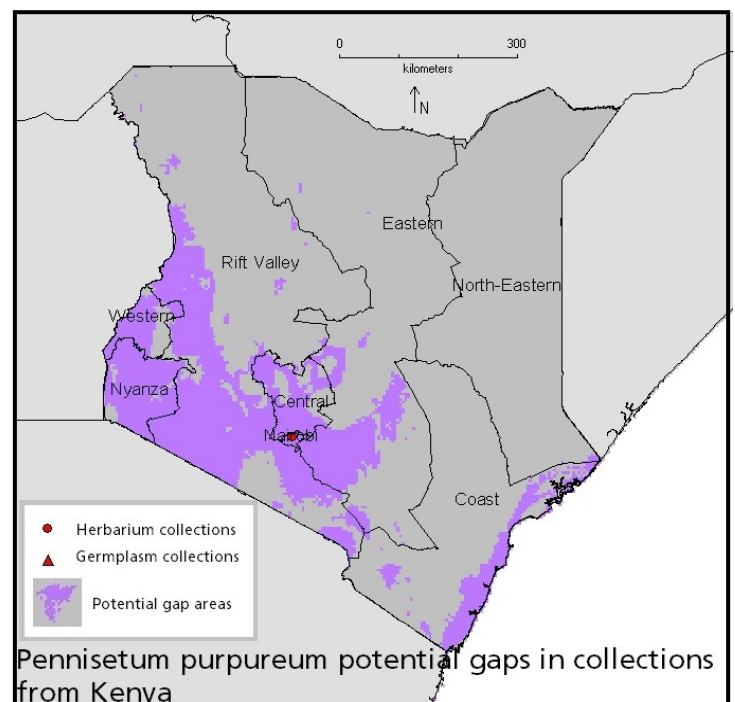 0 300
kilometers
N
Eastern
Rift Valley
North-Eastern
Western
Nyanza
Central
Nairobi
Coast
Herbarium collections
Germplasm collections
Potential gap areas
Pennisetum purpureum potential gaps in collections
from Kenya